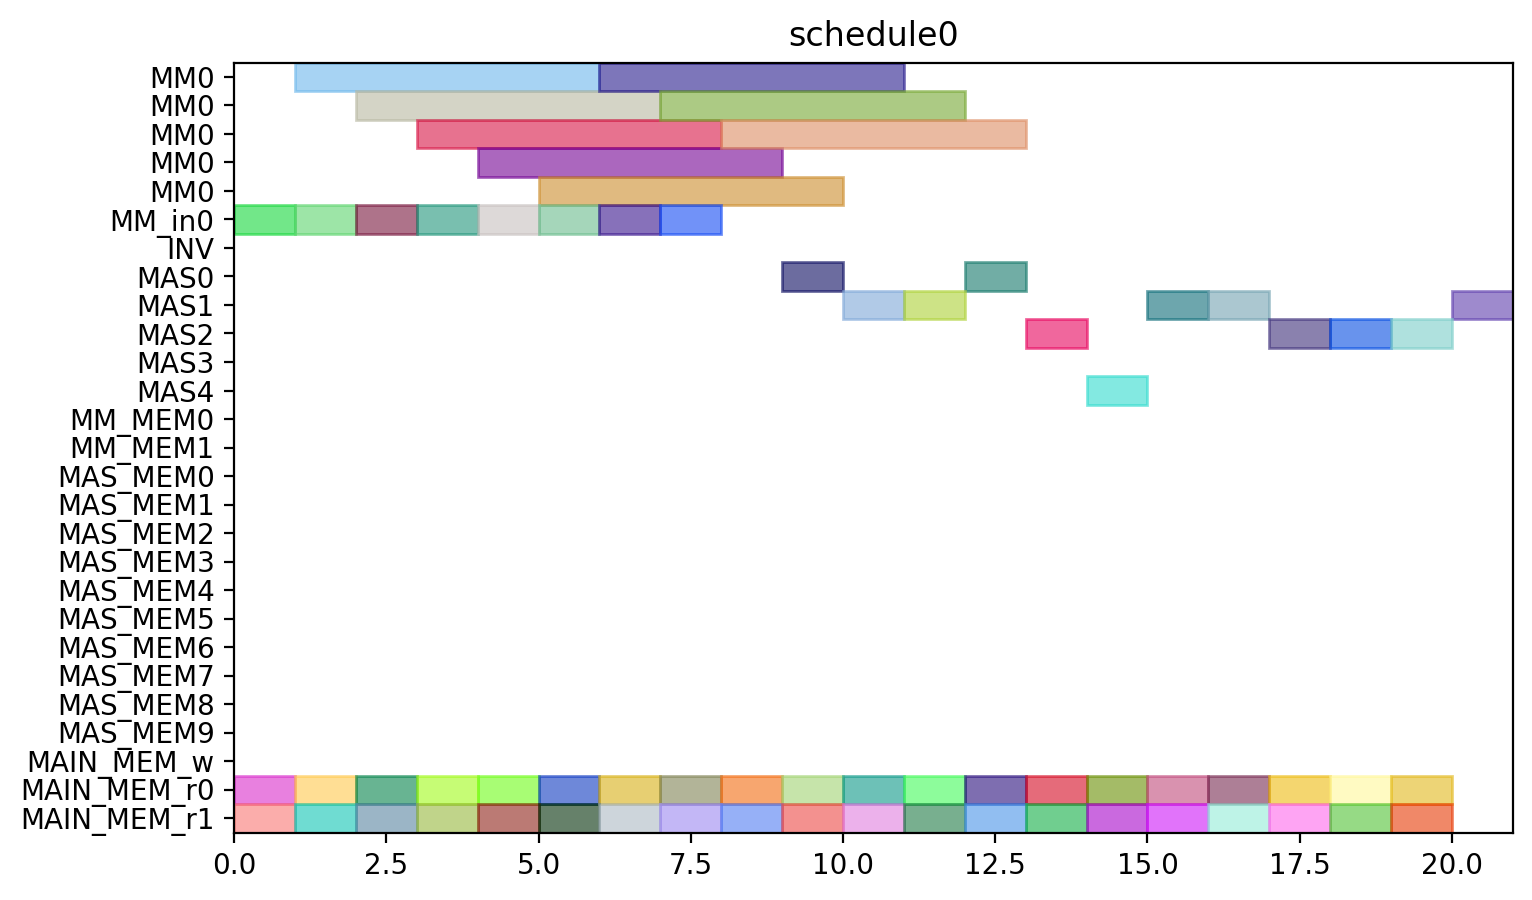 schedule0
MM0
MM0
MM0
MM0
MM0
MM_in0
INV
MAS0
MAS1
MAS2
MAS3
MAS4
MM_MEM0
MM_MEM1
MAS_MEM0
MAS_MEM1
MAS_MEM2
MAS_MEM3
MAS_MEM4
MAS_MEM5
MAS_MEM6
MAS_MEM7
MAS_MEM8
MAS_MEM9
MAIN_MEM_w
MAIN_MEM_r0
MAIN_MEM_r1
0.0 2.5 5.0 7.5 10.0 12.5 15.0 17.5 20.0